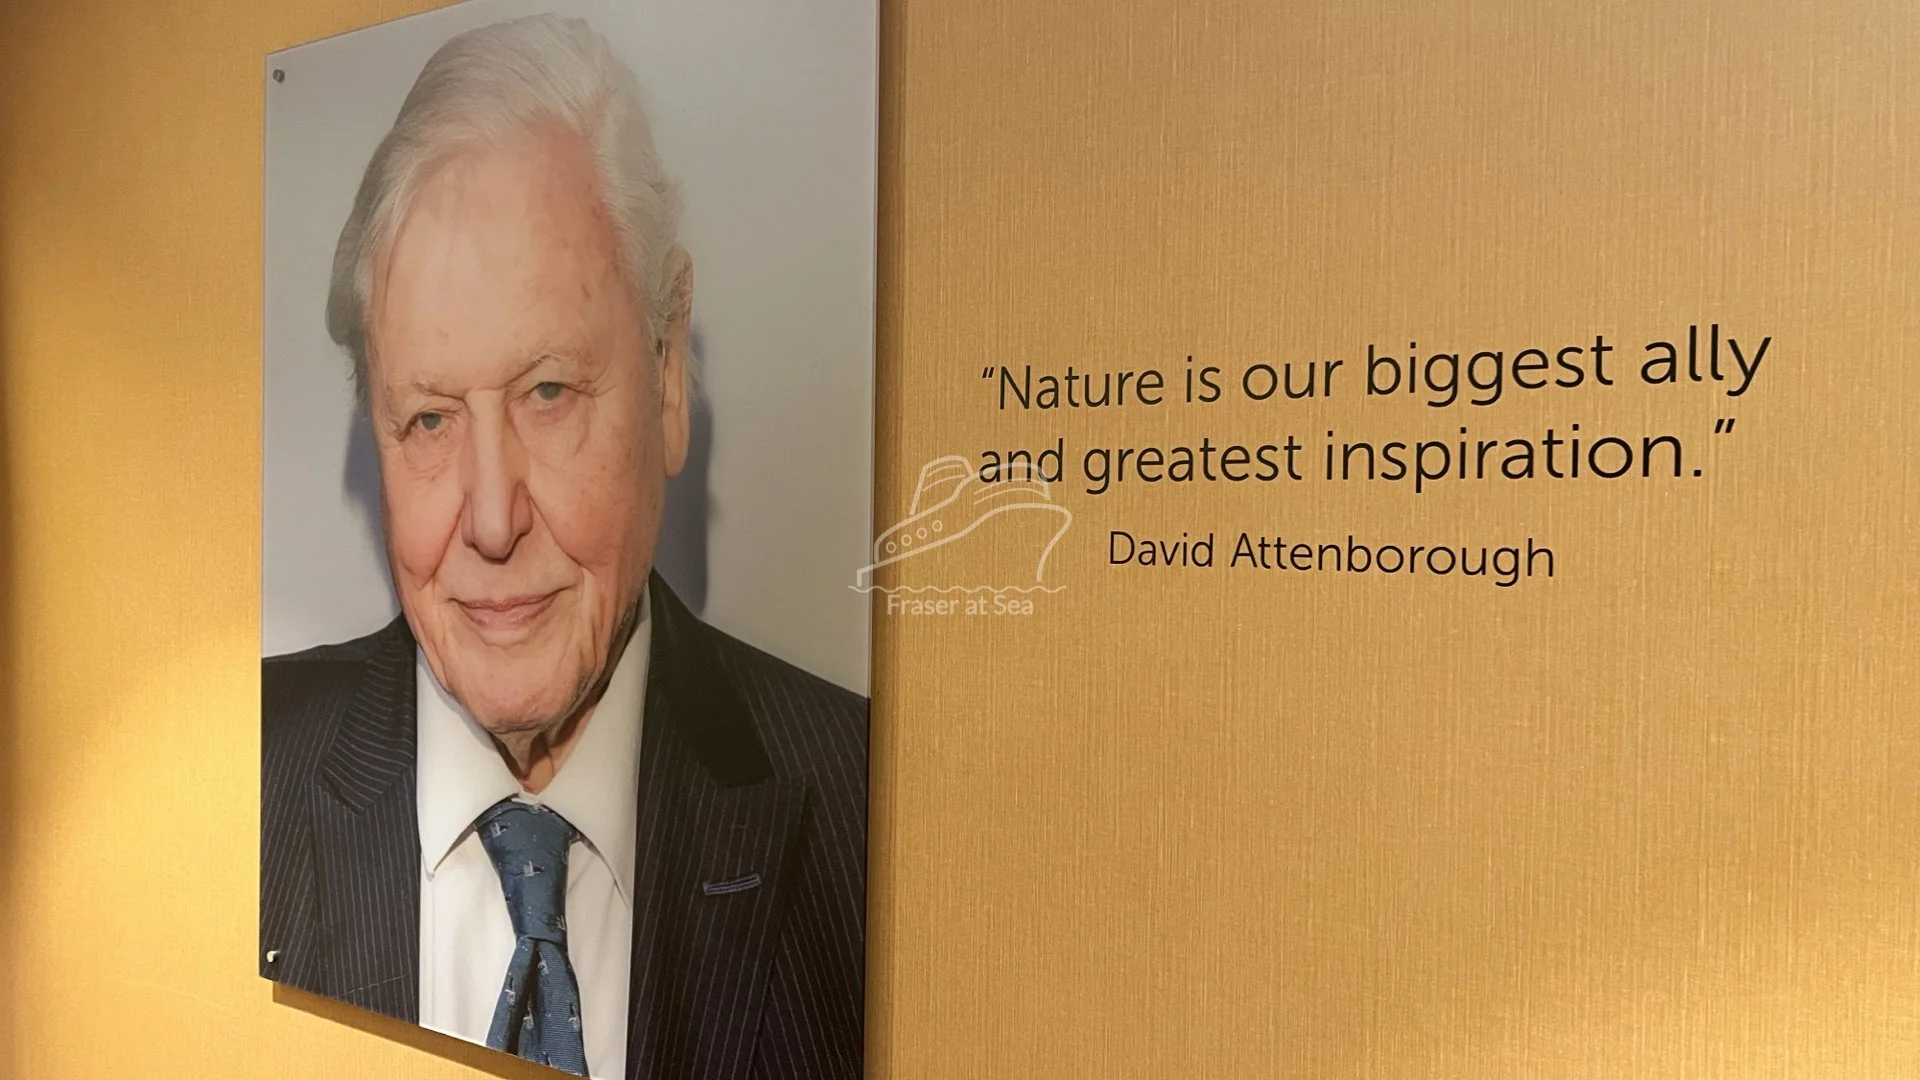 “Nature is our biggest ally
and greatest inspiration.”
David Attenborough
Fraser at Sea